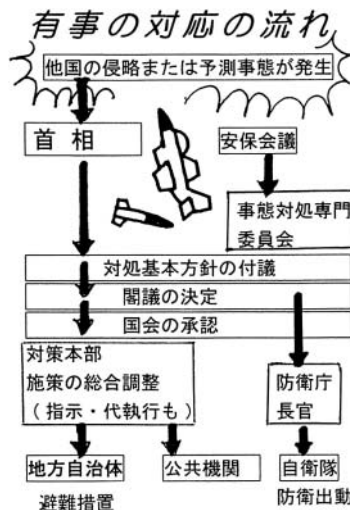 有事の対応の流れ
他国の侵略または予測事態が発生
首相
安保会議
事態対処専門
委員会
対処基本方針の付議
閣議の決定
国会の承認
対策本部
施策の総合調整
（指示・代執行も）
防衛庁
長官
地方自治体
公共機関
自衛隊
避難措置
防衛出動